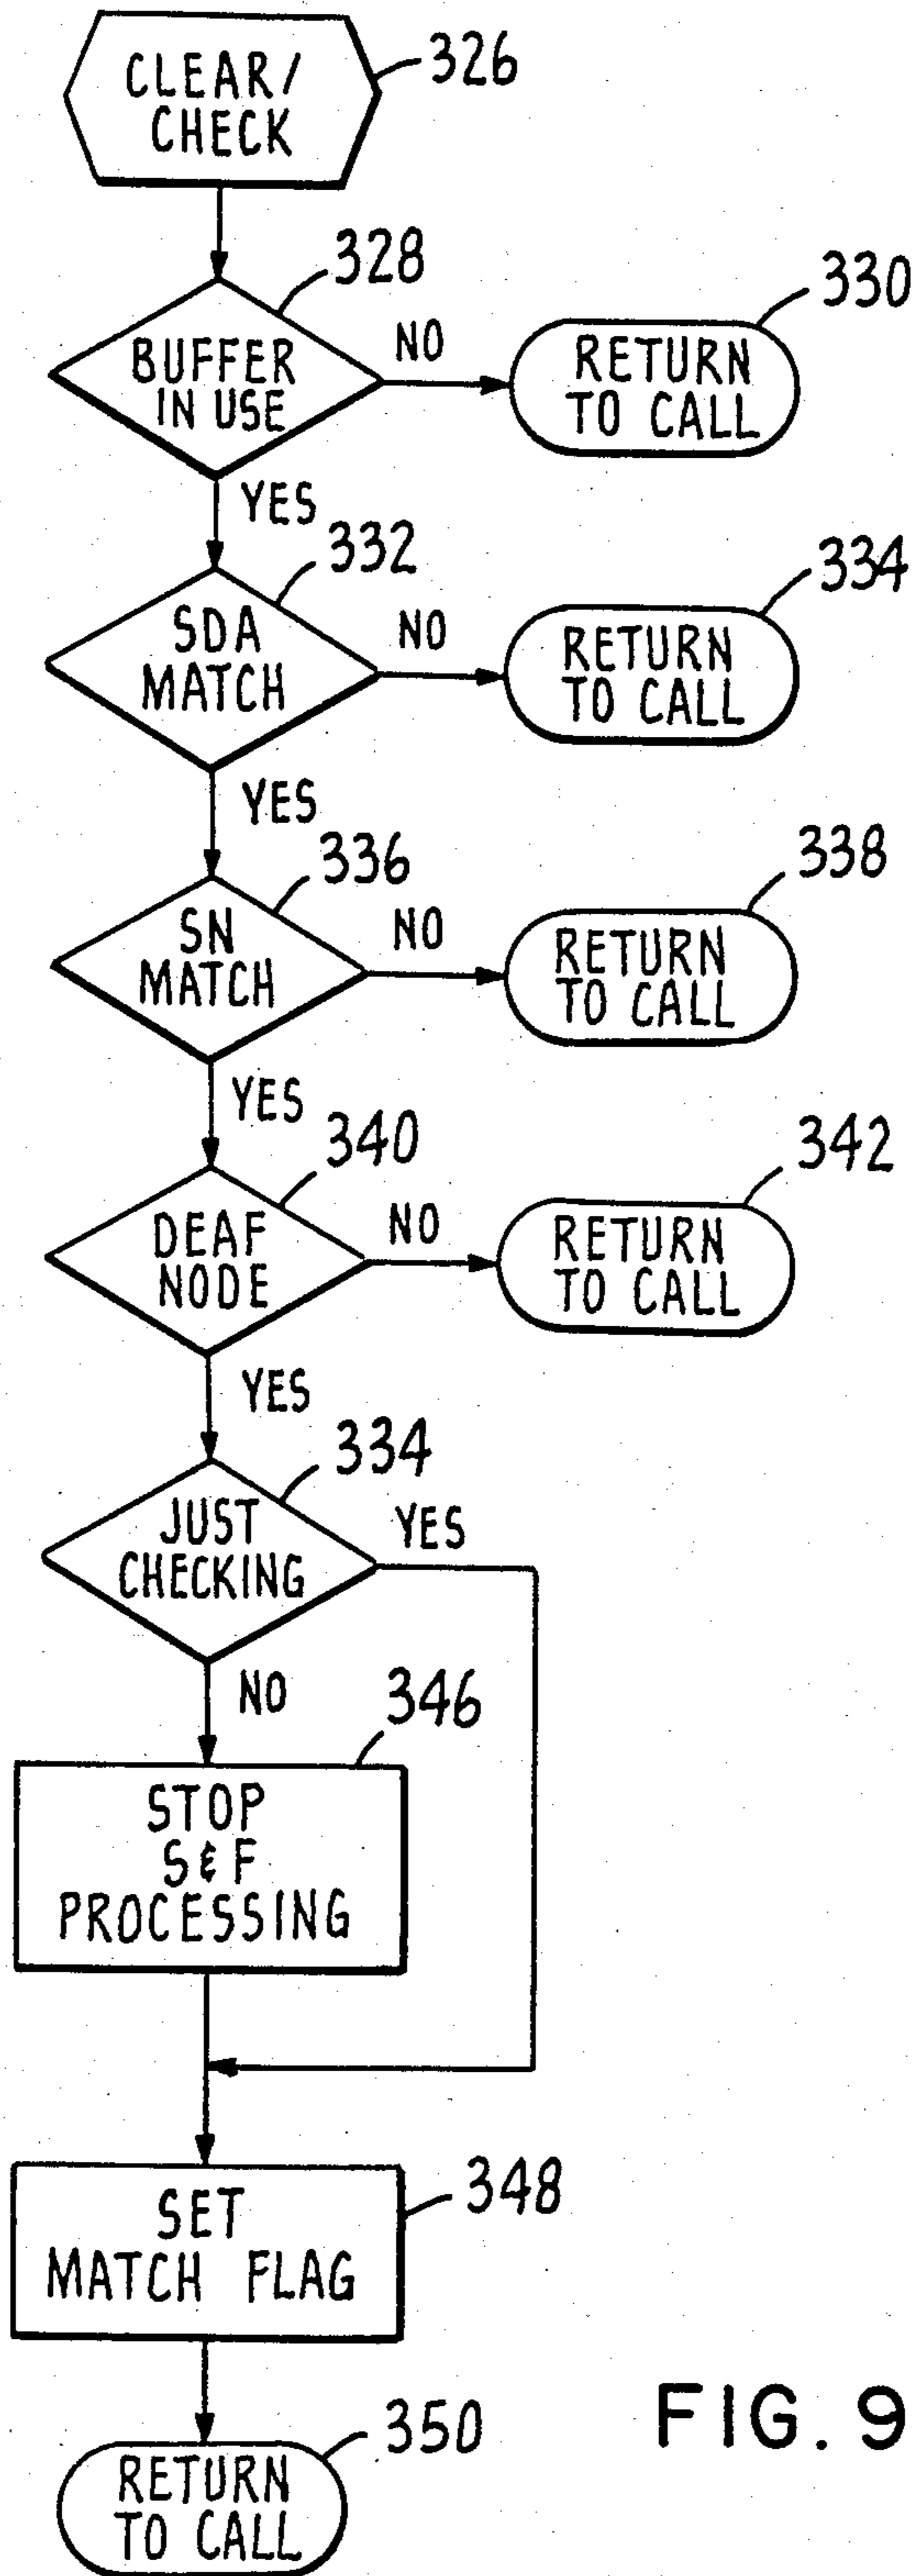 CLEAR/
CHECK
326
328
BUFFER
IN USE
NO
330
RETURN
TO CALL
YES
332
SDA
MATCH
NO
334
RETURN
TO CALL
YES
336
SN
MATCH
NO
338
RETURN
TO CALL
YES
340
DEAF
NODE
NO
342
RETURN
TO CALL
YES
334
JUST
CHECKING
YES
NO
346
STOP
S & F
PROCESSING
348
SET
MATCH FLAG
350
RETURN
TO CALL
FIG. 9